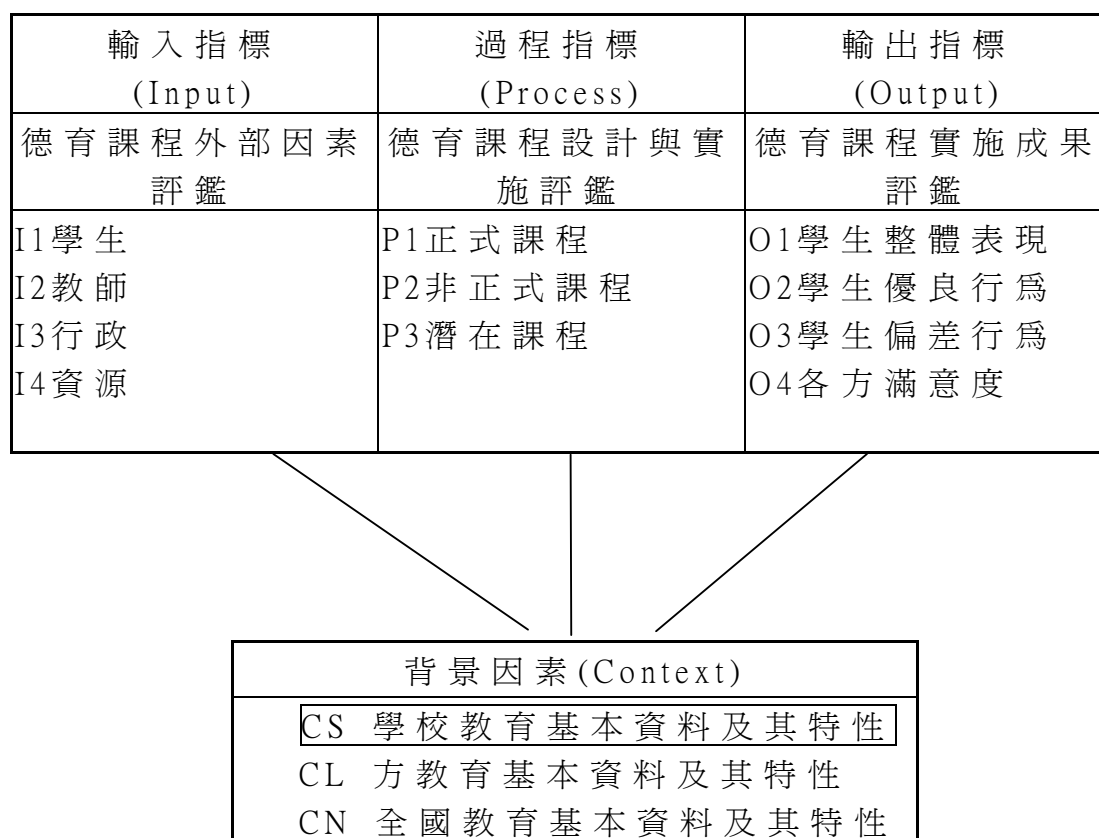 輸入指標
(Input)
過程指標
(Process)
輸出指標
(Output)
德育課程外部因素
評鑑
德育課程設計與實
施評鑑
德育課程實施成果
評鑑
I1學生
I2教師
I3行政
I4資源
P1正式課程
P2非正式課程
P3潛在課程
O1學生整體表現
O2學生優良行為
O3學生偏差行為
O4各方滿意度
背景因素(Context)
CS 學校教育基本資料及其特性
CL 方教育基本資料及其特性
CN 全國教育基本資料及其特性